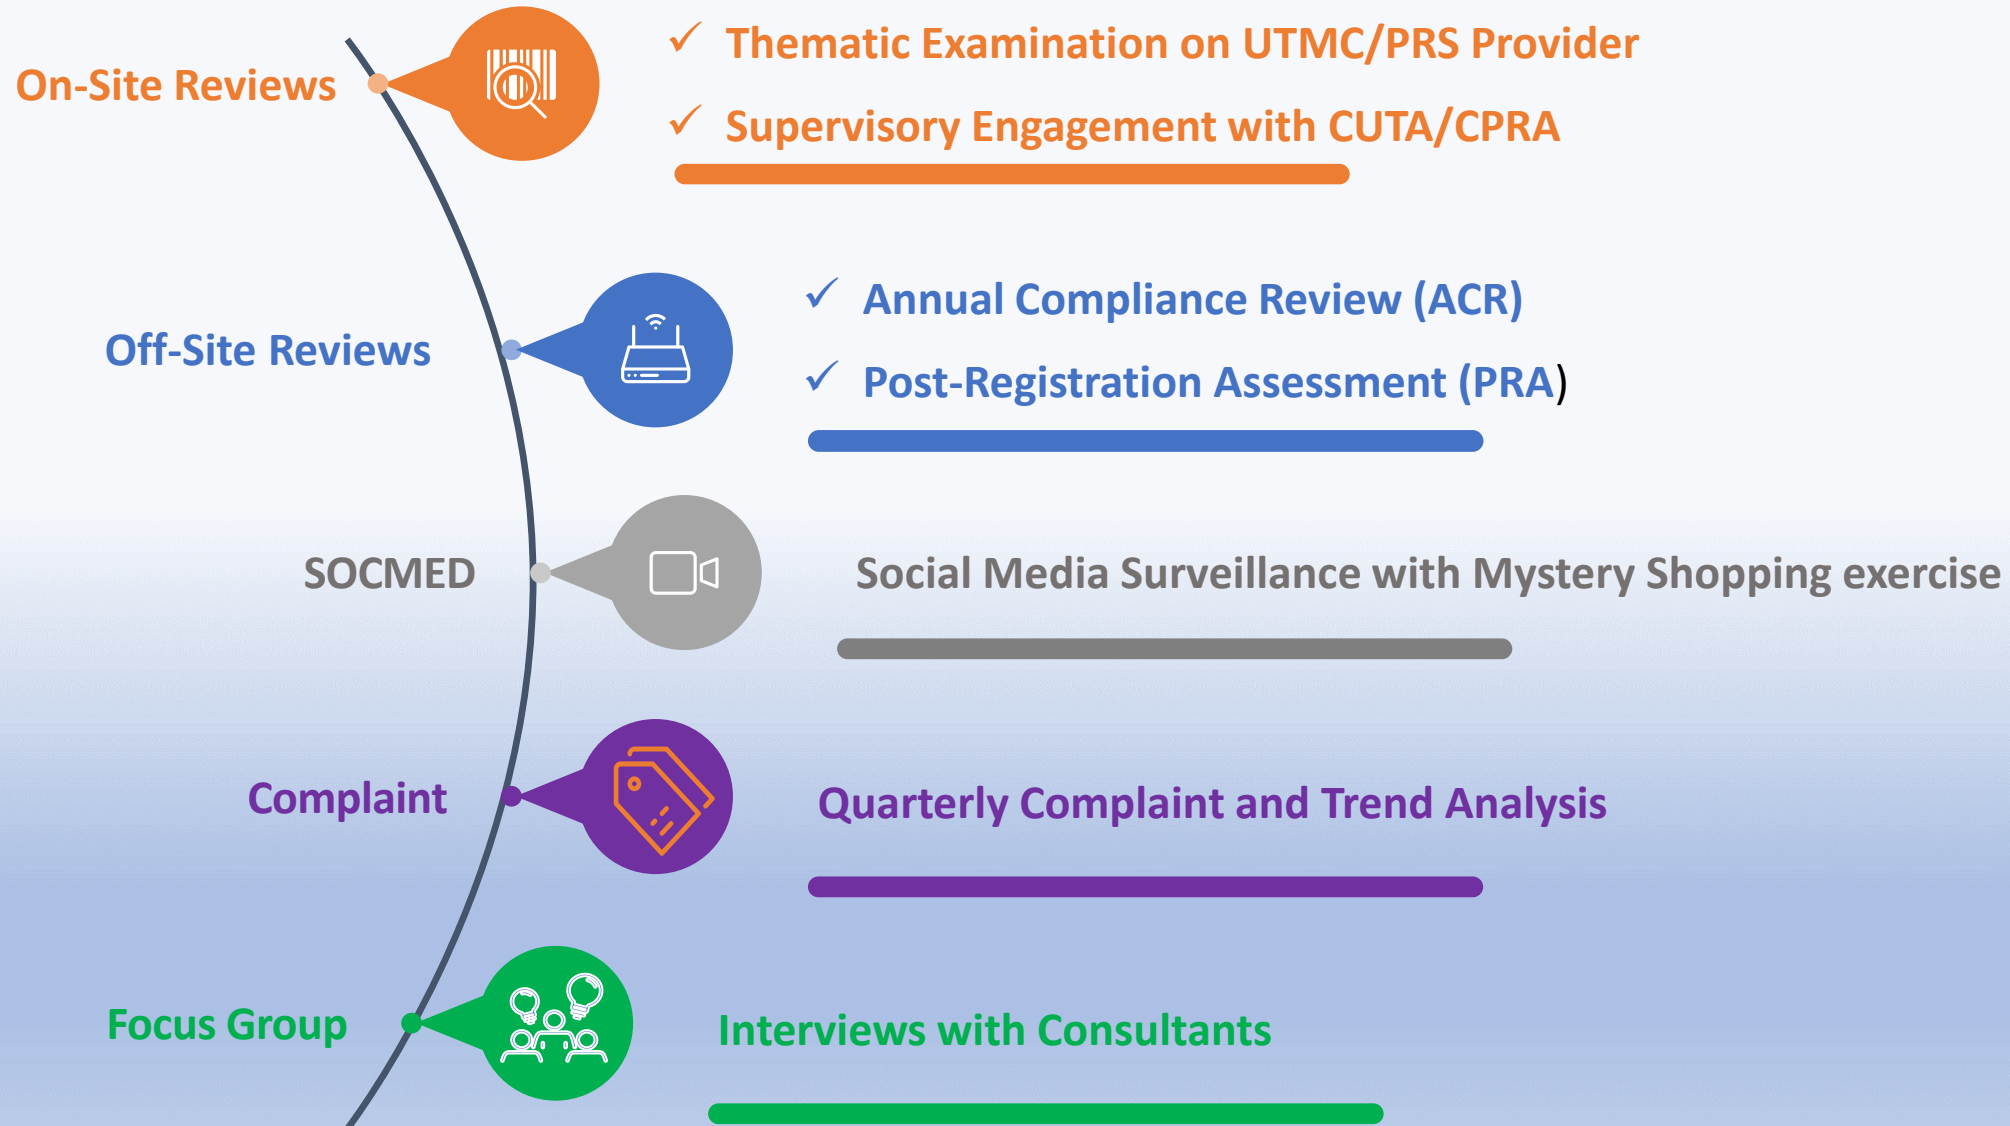 On-Site Reviews
✓ Thematic Examination on UTMC/PRS Provider
✓ Supervisory Engagement with CUTA/CPRA
Off-Site Reviews
✓ Annual Compliance Review (ACR)
✓ Post-Registration Assessment (PRA)
SOCMED
Social Media Surveillance with Mystery Shopping exercise
Complaint
Quarterly Complaint and Trend Analysis
Focus Group
Interviews with Consultants